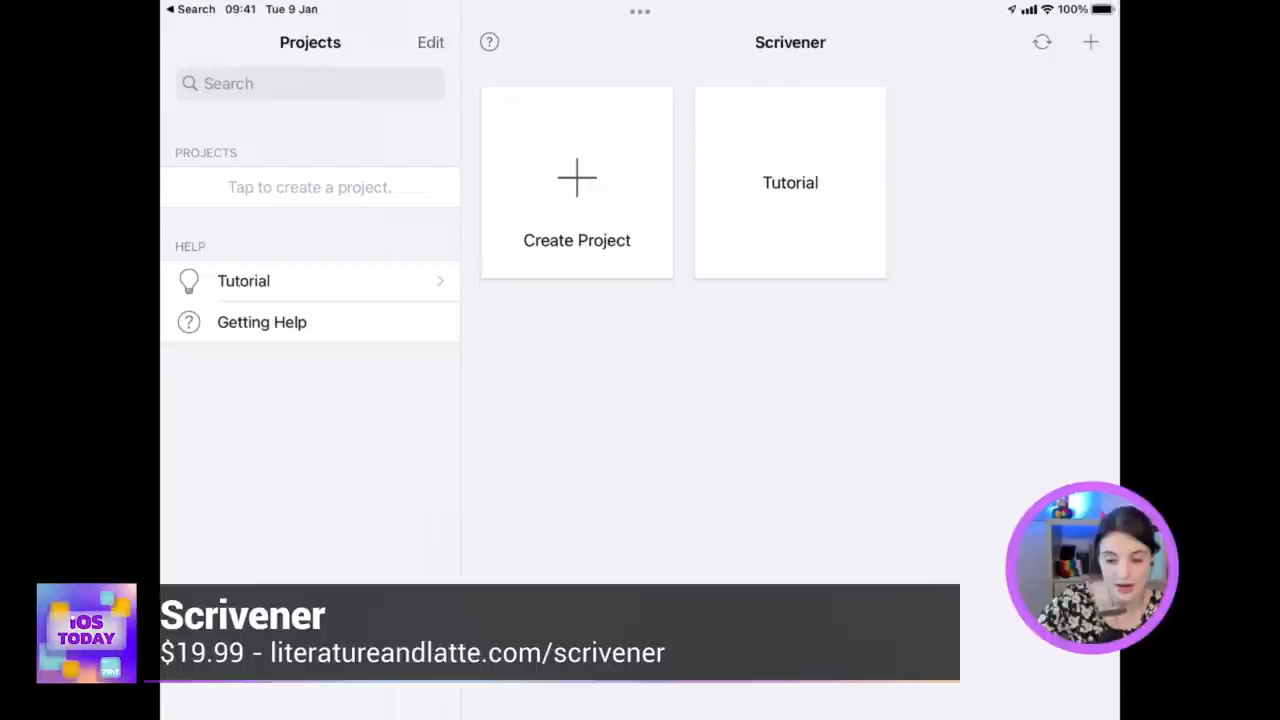 Search 09:41 Tue 9 Jan
100%
Projects
Edit
Scrivener
Search
PROJECTS
Tap to create a project.
HELP
Tutorial
Getting Help
Create Project
Tutorial
iOS
TODAY
Scrivener
$19.99 - literatureandlatte.com/scrivener